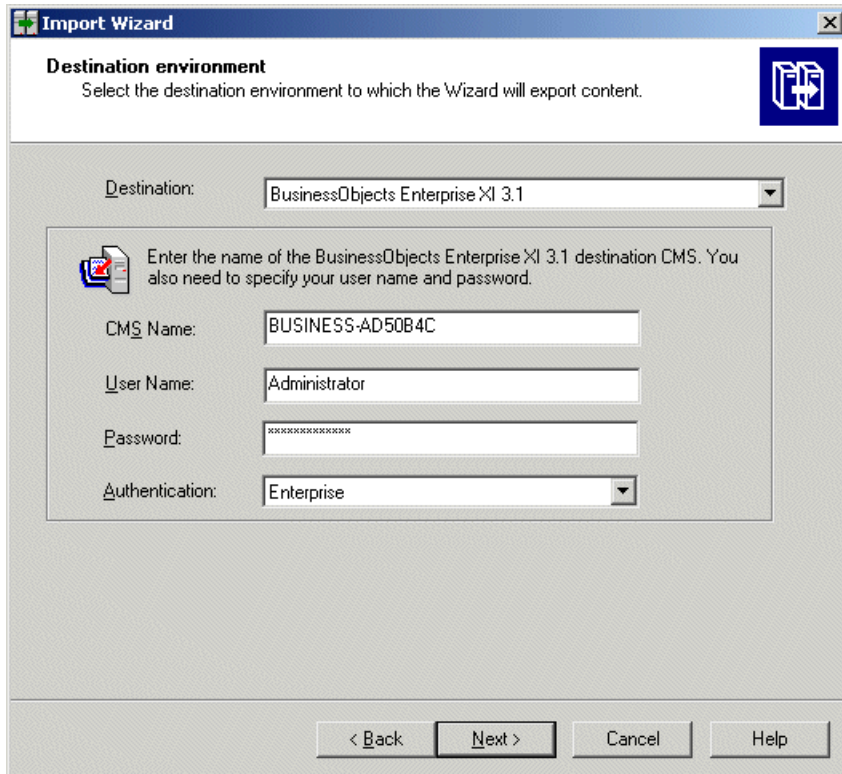 Import Wizard
Destination environment
Select the destination environment to which the Wizard will export content.
Destination:
BusinessObjects Enterprise XI 3.1
Enter the name of the BusinessObjects Enterprise XI 3.1 destination CMS. You
also need to specify your user name and password.
CMS Name:
BUSINESS-AD50B4C
User Name:
Administrator
Password:
*************
Authentication:
Enterprise
< Back
Next >
Cancel
Help